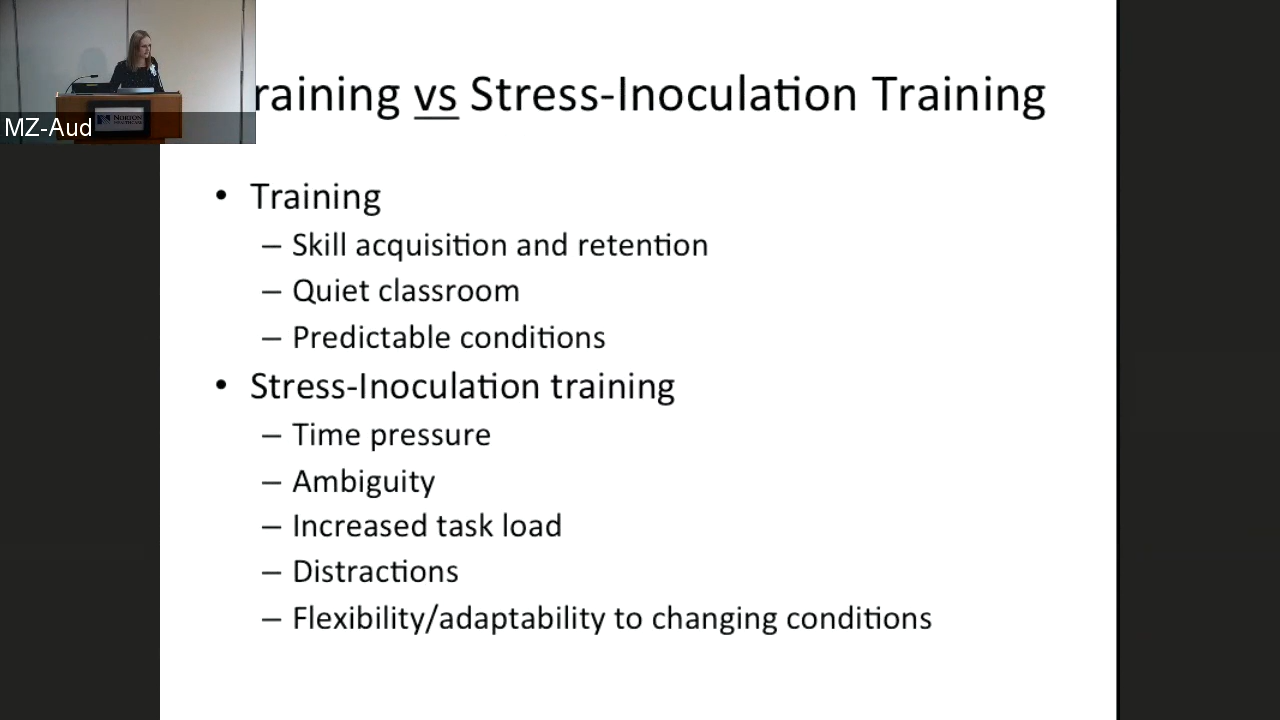 raining vs Stress-Inoculation Training
MZ-Aud
NORTON
• Training
– Skill acquisition and retention
– Quiet classroom
– Predictable conditions
• Stress-Inoculation training
– Time pressure
– Ambiguity
– Increased task load
– Distractions
– Flexibility/adaptability to changing conditions